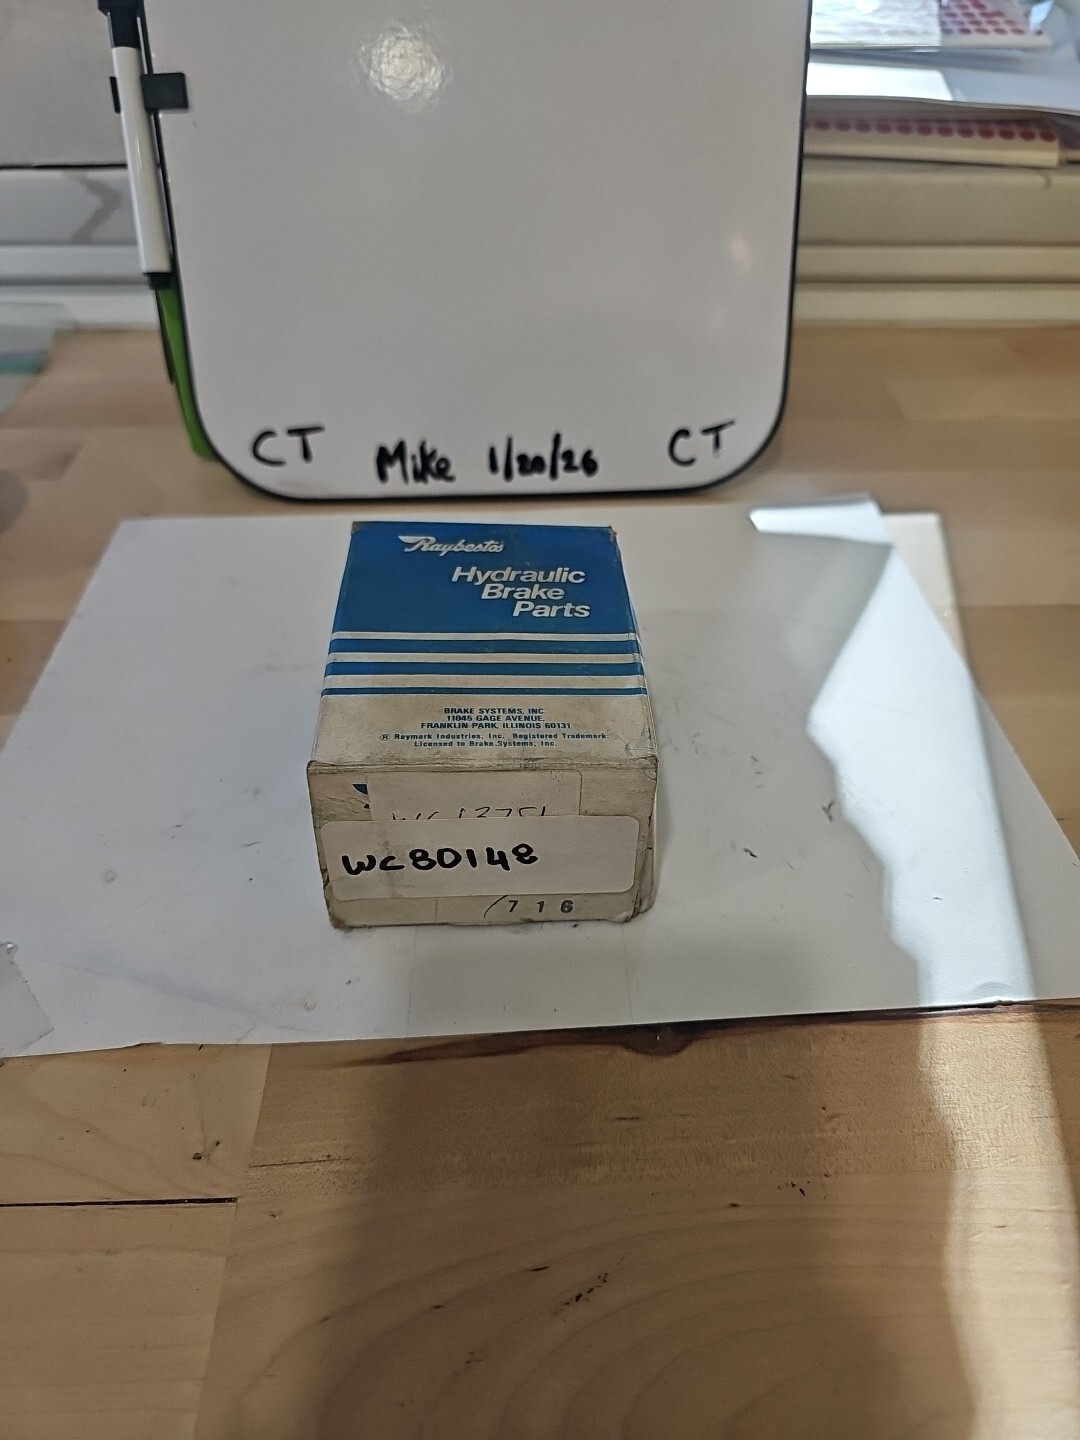 CT Mike 1/20/26 CT
Raybestos
Hydraulic
Brake
Parts
BRAKE SYSTEMS, INC.
11045 GAGE AVENUE,
FRANKLIN PARK, ILLINOIS 60131
® Raymark Industries, Inc. Registered Trademark.
Licensed to Brake Systems, Inc.
WC80148
716